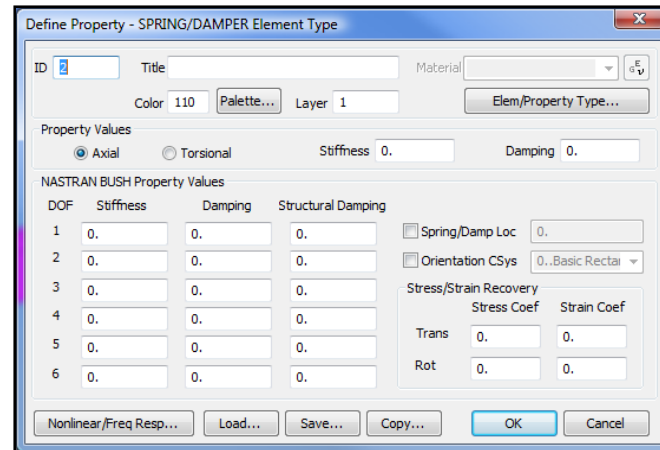 Define Property - SPRING/DAMPER Element Type
ID 2 Title Material G E ν
Color 110 Palette... Layer 1 Elem/Property Type...
Property Values
Axial Torsional Stiffness 0. Damping 0.
NASTRAN BUSH Property Values
DOF Stiffness Damping Structural Damping
1 0. 0. 0. Spring/Damp Loc 0.
2 0. 0. 0. Orientation CSys 0..Basic Rectai
3 0. 0. 0. Stress/Strain Recovery
Stress Coef Strain Coef
4 0. 0. 0. Trans 0. 0.
5 0. 0. 0. Rot 0. 0.
6 0. 0. 0.
Nonlinear/Freq Resp... Load... Save... Copy... OK Cancel